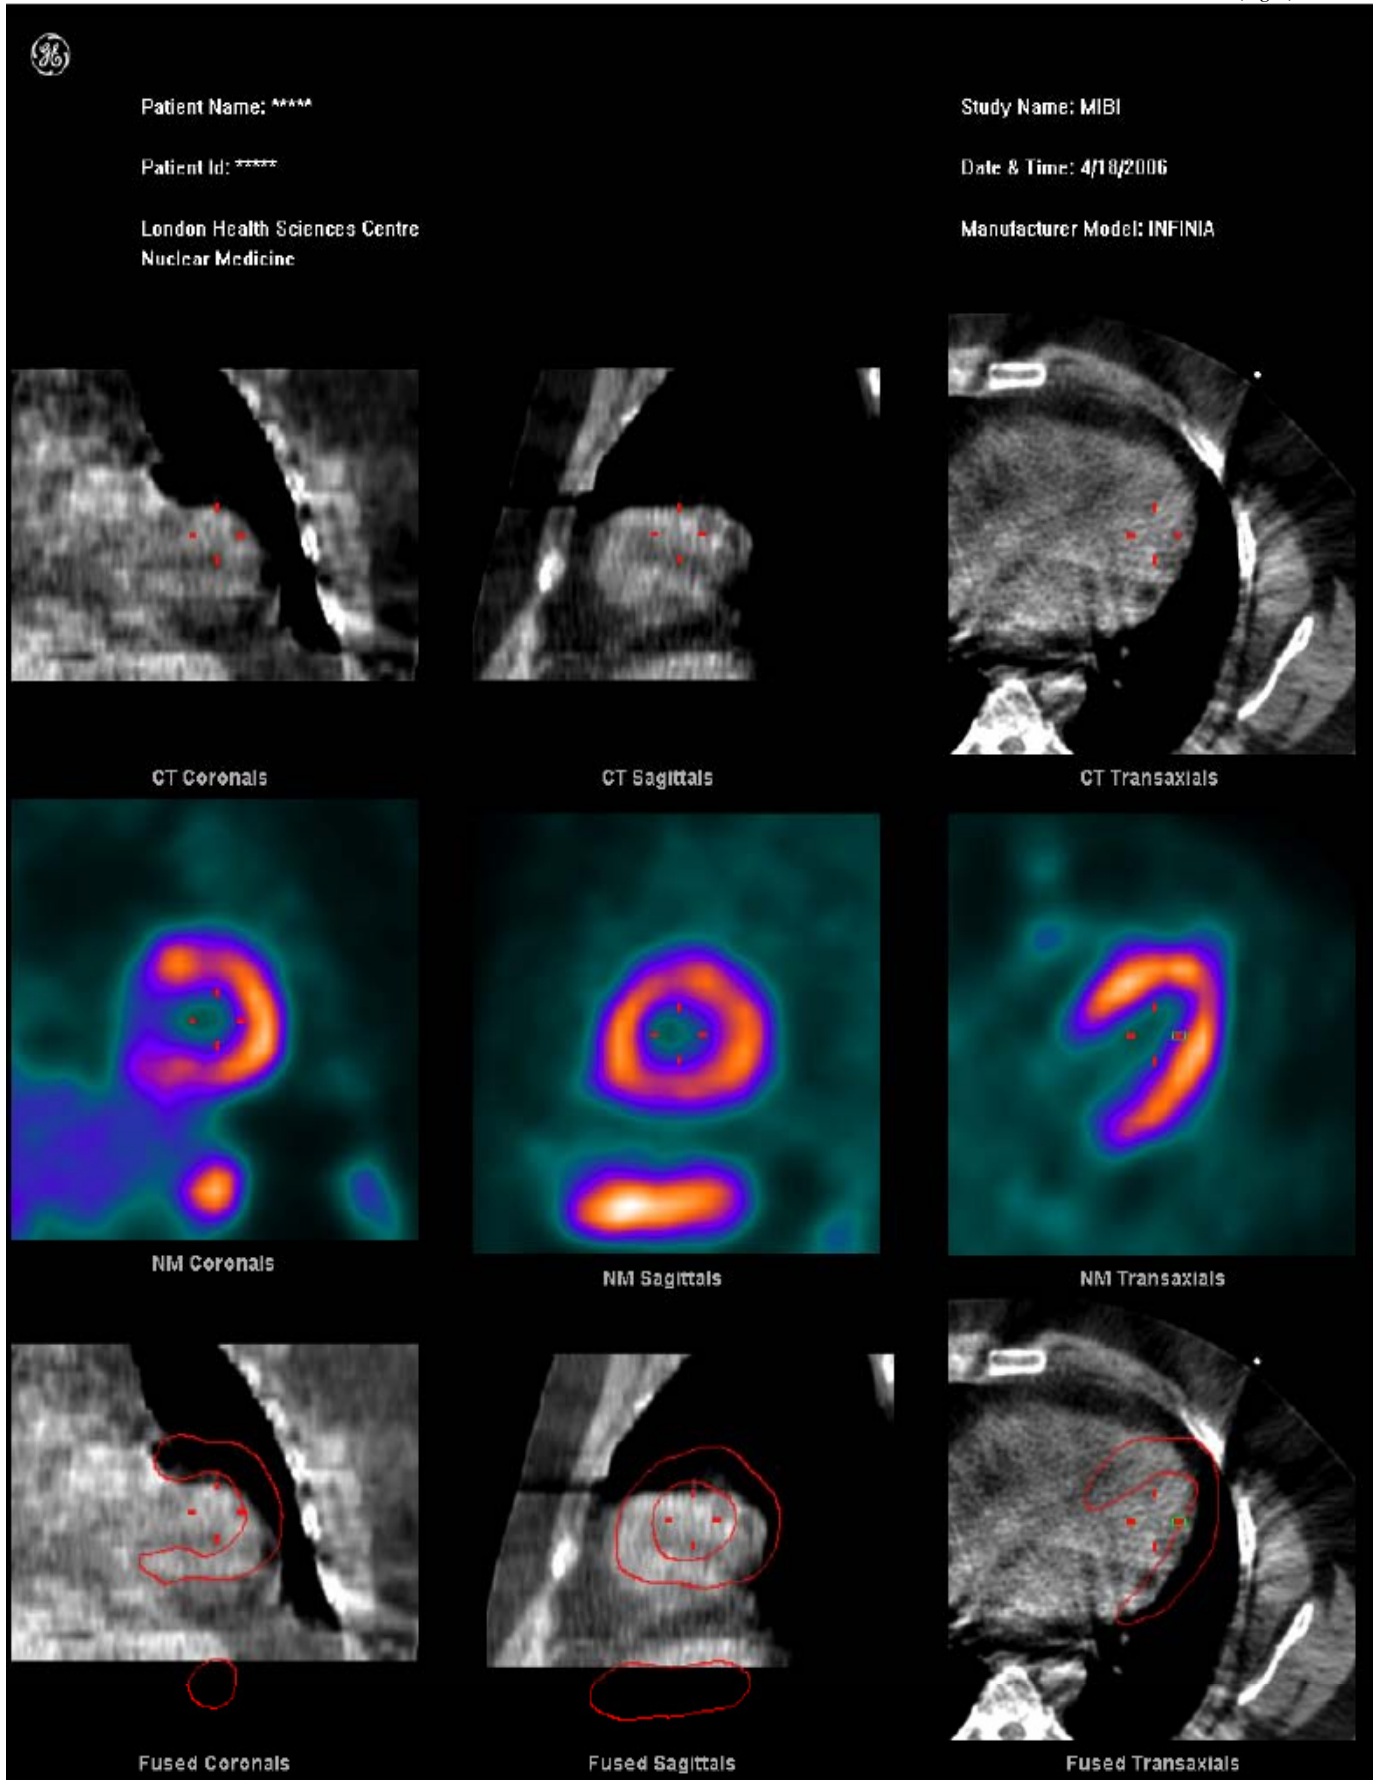 GE
Patient Name: *****
Study Name: MIBI
Patient Id: *****
Date & Time: 4/18/2006
London Health Sciences Centre
Nuclear Medicine
Manufacturer Model: INFINIA
CT Coronals
CT Sagittals
CT Transaxials
NM Coronals
NM Sagittals
NM Transaxials
Fused Coronals
Fused Sagittals
Fused Transaxials